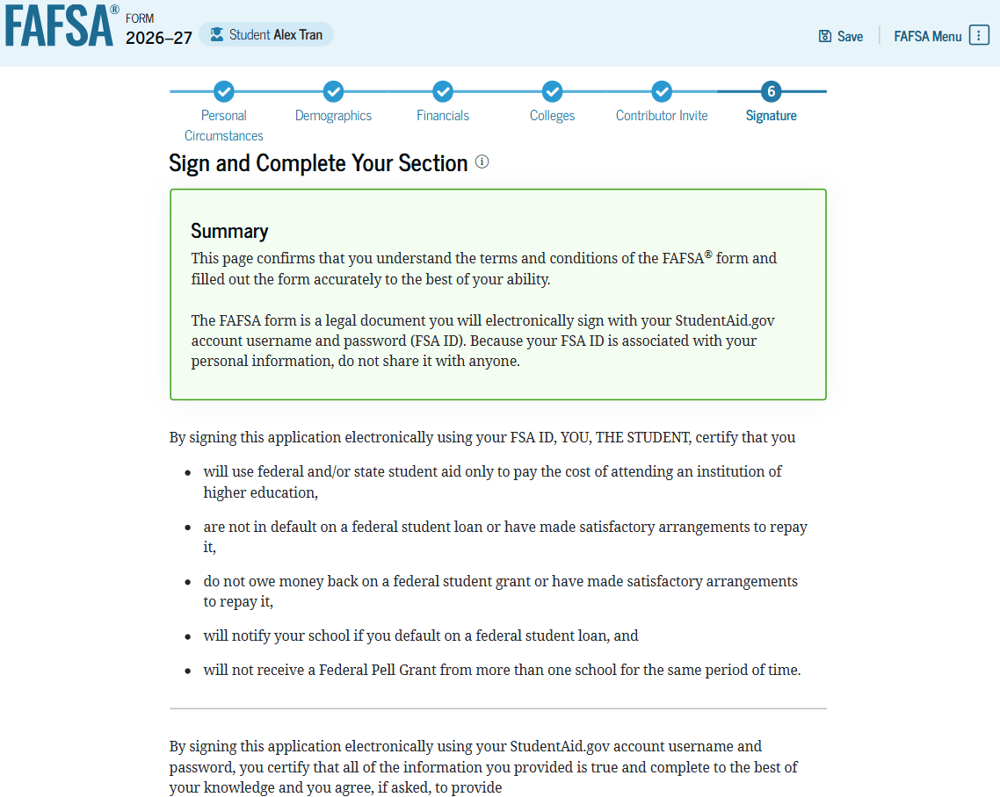 FAFSA®
FORM
2026–27
Student Alex Tran
Save
FAFSA Menu
6
Personal
Circumstances
Demographics
Financials
Colleges
Contributor Invite
Signature
Sign and Complete Your Section
Summary
This page confirms that you understand the terms and conditions of the FAFSA® form and
filled out the form accurately to the best of your ability.
The FAFSA form is a legal document you will electronically sign with your StudentAid.gov
account username and password (FSA ID). Because your FSA ID is associated with your
personal information, do not share it with anyone.
By signing this application electronically using your FSA ID, YOU, THE STUDENT, certify that you
• will use federal and/or state student aid only to pay the cost of attending an institution of
higher education,
• are not in default on a federal student loan or have made satisfactory arrangements to repay
it,
• do not owe money back on a federal student grant or have made satisfactory arrangements
to repay it,
• will notify your school if you default on a federal student loan, and
• will not receive a Federal Pell Grant from more than one school for the same period of time.
By signing this application electronically using your StudentAid.gov account username and
password, you certify that all of the information you provided is true and complete to the best of
your knowledge and you agree, if asked, to provide